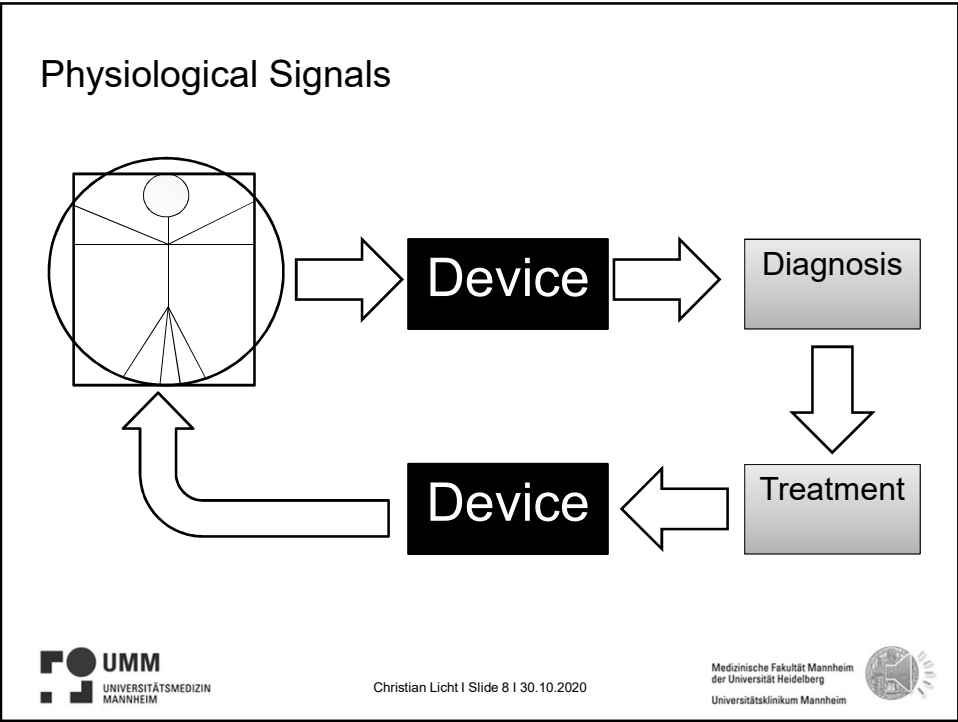 Physiological Signals
Device
Diagnosis
Device
Treatment
UMM
UNIVERSITÄTSMEDIZIN
MANNHEIM
Christian Licht I Slide 8 I 30.10.2020
Medizinische Fakultät Mannheim
der Universität Heidelberg
Universitätsklinikum Mannheim